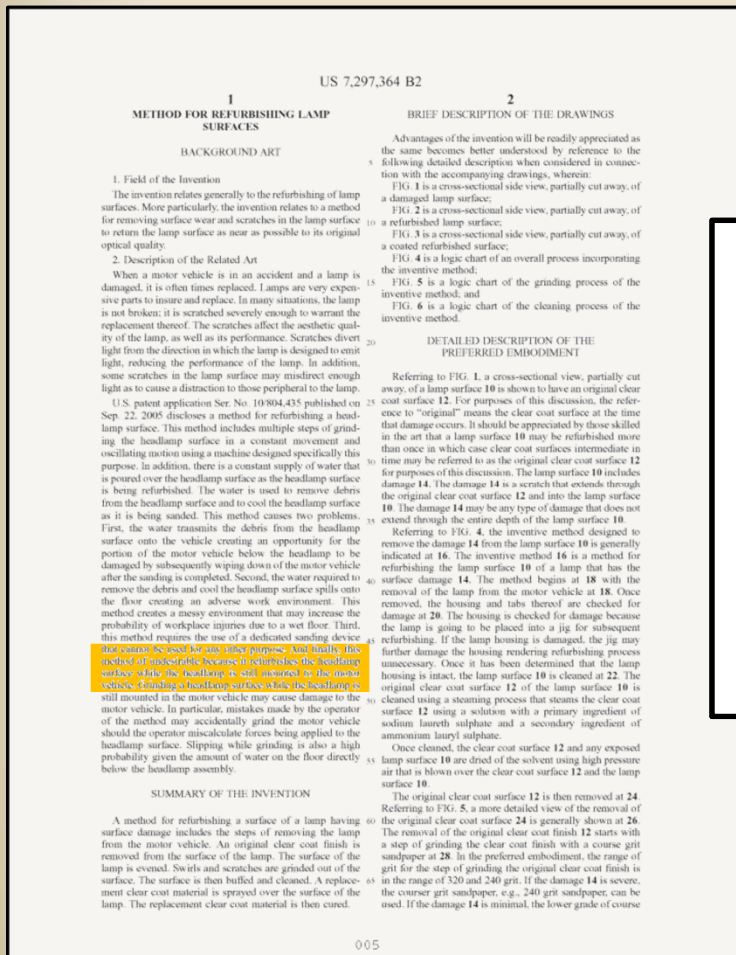 US 7,297,364 B2
1
METHOD FOR REFURBISHING LAMP
SURFACES
BACKGROUND ART
1. Field of the Invention
The invention relates generally to the refurbishing of lamp
surfaces. More particularly, the invention relates to a method
for removing surface wear and scratches in the lamp surface
to return the lamp surface as near as possible to its original
optical quality.
2. Description of the Related Art
When a motor vehicle is in an accident and a lamp is
damaged, it is often times replaced. Lamps are very expen-
sive parts to insure and replace. In many situations, the lamp
is not broken; it is scratched severely enough to warrant the
replacement thereof. The scratches affect the aesthetic qual-
ity of the lamp, as well as its performance. Scratches divert
light from the direction in which the lamp is designed to emit
light, reducing the performance of the lamp. In addition,
some scratches in the lamp surface may misdirect enough
light as to cause a distraction to those peripheral to the lamp.
U.S. patent application Ser. No. 10/804,435 published on
Sep. 22, 2005 discloses a method for refurbishing a head-
lamp surface. This method includes multiple steps of grind-
ing the headlamp surface in a constant movement and
oscillating motion using a machine designed specifically this
purpose. In addition, there is a constant supply of water that
is poured over the headlamp surface as the headlamp surface
is being refurbished. The water is used to remove debris
from the headlamp surface and to cool the headlamp surface
as it is being sanded. This method causes two problems.
First, the water transmits the debris from the headlamp
surface onto the vehicle creating an opportunity for the
portion of the motor vehicle below the headlamp to be
damaged by subsequently wiping down of the motor vehicle
after the sanding is completed. Second, the water required to
remove the debris and cool the headlamp surface spills onto
the floor creating an adverse work environment. This
method creates a messy environment that may increase the
probability of workplace injuries due to a wet floor. Third,
this method requires the use of a dedicated sanding device
that cannot be used for any other purpose. And finally, this
method of undesirable because it refurbishes the headlamp
surface while the headlamp is still mounted to the motor
vehicle. Grinding a headlamp surface while the headlamp is
still mounted in the motor vehicle may cause damage to the
motor vehicle. In particular, mistakes made by the operator
of the method may accidentally grind the motor vehicle
should the operator miscalculate forces being applied to the
headlamp surface. Slipping while grinding is also a high
probability given the amount of water on the floor directly
below the headlamp assembly.
SUMMARY OF THE INVENTION
A method for refurbishing a surface of a lamp having
surface damage includes the steps of removing the lamp
from the motor vehicle. An original clear coat finish is
removed from the surface of the lamp. The surface of the
lamp is evened. Swirls and scratches are grinded out of the
surface. The surface is then buffed and cleaned. A replace-
ment clear coat material is sprayed over the surface of the
lamp. The replacement clear coat material is then cured.
2
BRIEF DESCRIPTION OF THE DRAWINGS
Advantages of the invention will be readily appreciated as
the same becomes better understood by reference to the
5 following detailed description when considered in connec-
tion with the accompanying drawings, wherein:
FIG. 1 is a cross-sectional side view, partially cut away, of
a damaged lamp surface;
FIG. 2 is a cross-sectional side view, partially cut away, of
10 a refurbished lamp surface;
FIG. 3 is a cross-sectional side view, partially cut away, of
a coated refurbished surface;
FIG. 4 is a logic chart of an overall process incorporating
the inventive method;
15 FIG. 5 is a logic chart of the grinding process of the
inventive method; and
FIG. 6 is a logic chart of the cleaning process of the
inventive method.
20 DETAILED DESCRIPTION OF THE
PREFERRED EMBODIMENT
Referring to FIG. 1, a cross-sectional view, partially cut
away, of a lamp surface 10 is shown to have an original clear
25 coat surface 12. For purposes of this discussion, the refer-
ence to “original” means the clear coat surface at the time
that damage occurs. It should be appreciated by those skilled
in the art that a lamp surface 10 may be refurbished more
than once in which case clear coat surfaces intermediate in
30 time may be referred to as the original clear coat surface 12
for purposes of this discussion. The lamp surface 10 includes
damage 14. The damage 14 is a scratch that extends through
the original clear coat surface 12 and into the lamp surface
10. The damage 14 may be any type of damage that does not
35 extend through the entire depth of the lamp surface 10.
Referring to FIG. 4, the inventive method designed to
remove the damage 14 from the lamp surface 10 is generally
indicated at 16. The inventive method 16 is a method for
refurbishing the lamp surface 10 of a lamp that has the
40 surface damage 14. The method begins at 18 with the
removal of the lamp from the motor vehicle at 18. Once
removed, the housing and tabs thereof are checked for
damage at 20. The housing is checked for damage because
the lamp is going to be placed into a jig for subsequent
45 refurbishing. If the lamp housing is damaged, the jig may
further damage the housing rendering refurbishing process
unnecessary. Once it has been determined that the lamp
housing is intact, the lamp surface 10 is cleaned at 22. The
original clear coat surface 12 of the lamp surface 10 is
50 cleaned using a steaming process that steams the clear coat
surface 12 using a solution with a primary ingredient of
sodium laureth sulphate and a secondary ingredient of
ammonium lauryl sulphate.
Once cleaned, the clear coat surface 12 and any exposed
55 lamp surface 10 are dried of the solvent using high pressure
air that is blown over the clear coat surface 12 and the lamp
surface 10.
The original clear coat surface 12 is then removed at 24.
Referring to FIG. 5, a more detailed view of the removal of
60 the original clear coat surface 24 is generally shown at 26.
The removal of the original clear coat finish 12 starts with
a step of grinding the clear coat finish with a course grit
sandpaper at 28. In the preferred embodiment, the range of
grit for the step of grinding the original clear coat finish is
65 in the range of 320 and 240 grit. If the damage 14 is severe,
the courser grit sandpaper, e.g., 240 grit sandpaper, can be
used. If the damage 14 is minimal, the lower grade of course
005